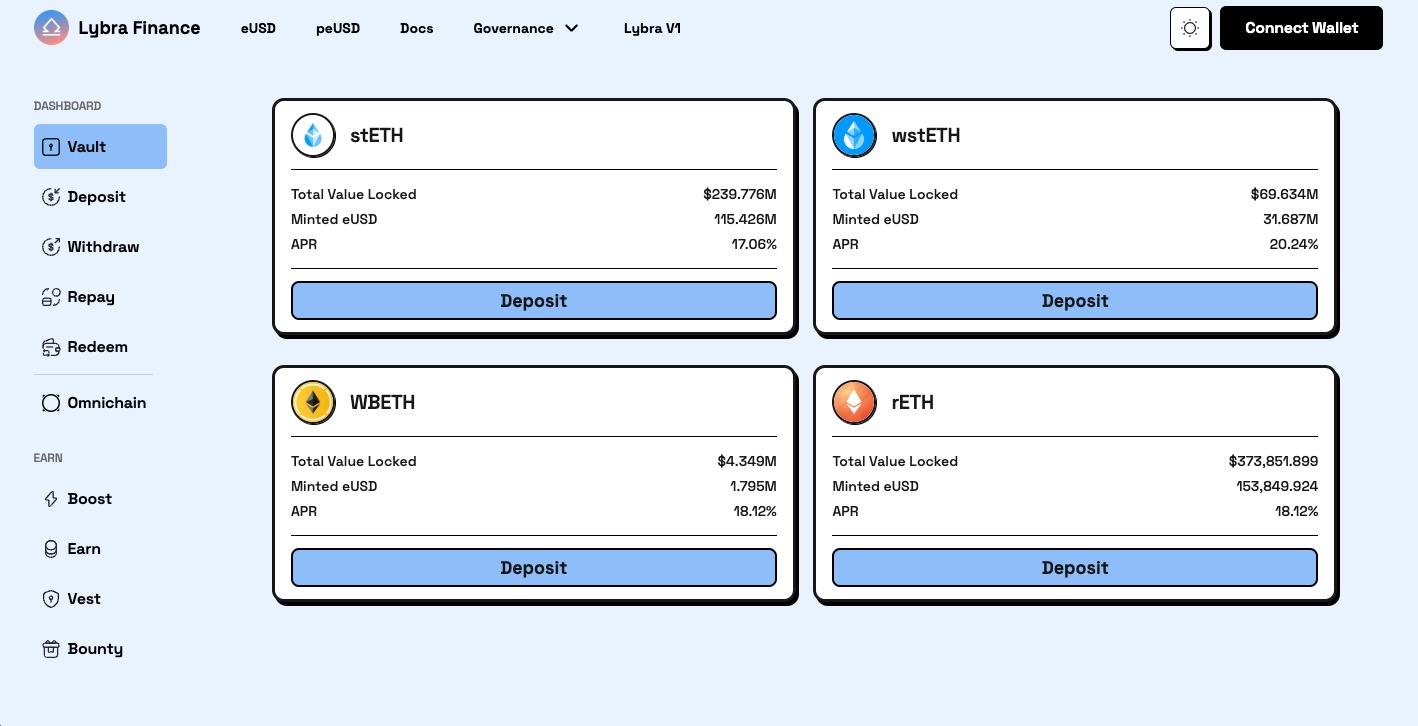 Lybra Finance eUSD peUSD Docs Governance Lybra V1 Connect Wallet
DASHBOARD
Vault
Deposit
Withdraw
Repay
Redeem
Omnichain
EARN
Boost
Earn
Vest
Bounty
stETH
Total Value Locked $239.776M
Minted eUSD 115.426M
APR 17.06%
Deposit
wstETH
Total Value Locked $69.634M
Minted eUSD 31.687M
APR 20.24%
Deposit
WBETH
Total Value Locked $4.349M
Minted eUSD 1.795M
APR 18.12%
Deposit
rETH
Total Value Locked $373,851.899
Minted eUSD 153,849.924
APR 18.12%
Deposit